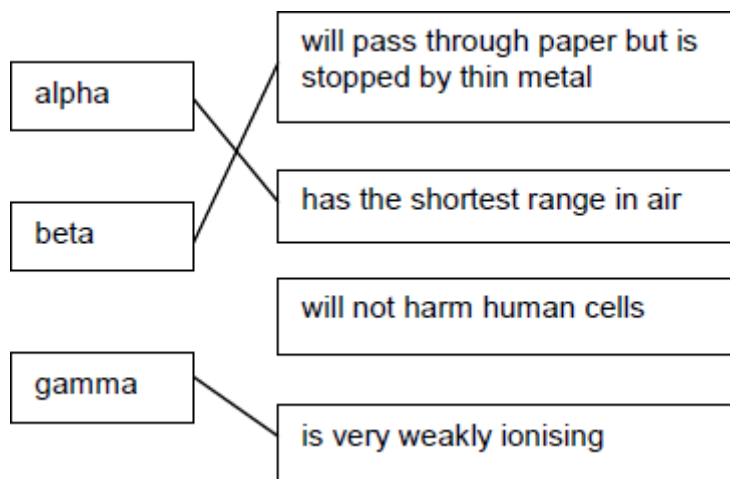 alpha
beta
gamma
will pass through paper but is
stopped by thin metal
has the shortest range in air
will not harm human cells
is very weakly ionising